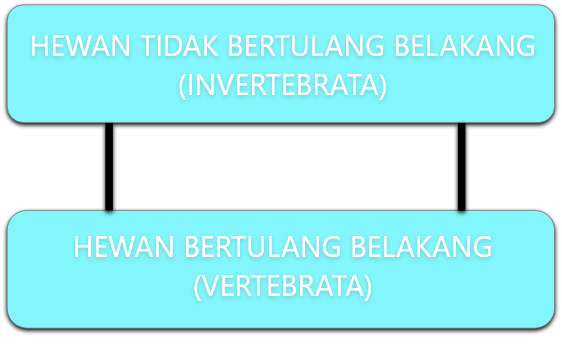 HEWAN TIDAK BERTULANG BELAKANG
(INVERTEBRATA)
HEWAN BERTULANG BELAKANG
(VERTEBRATA)